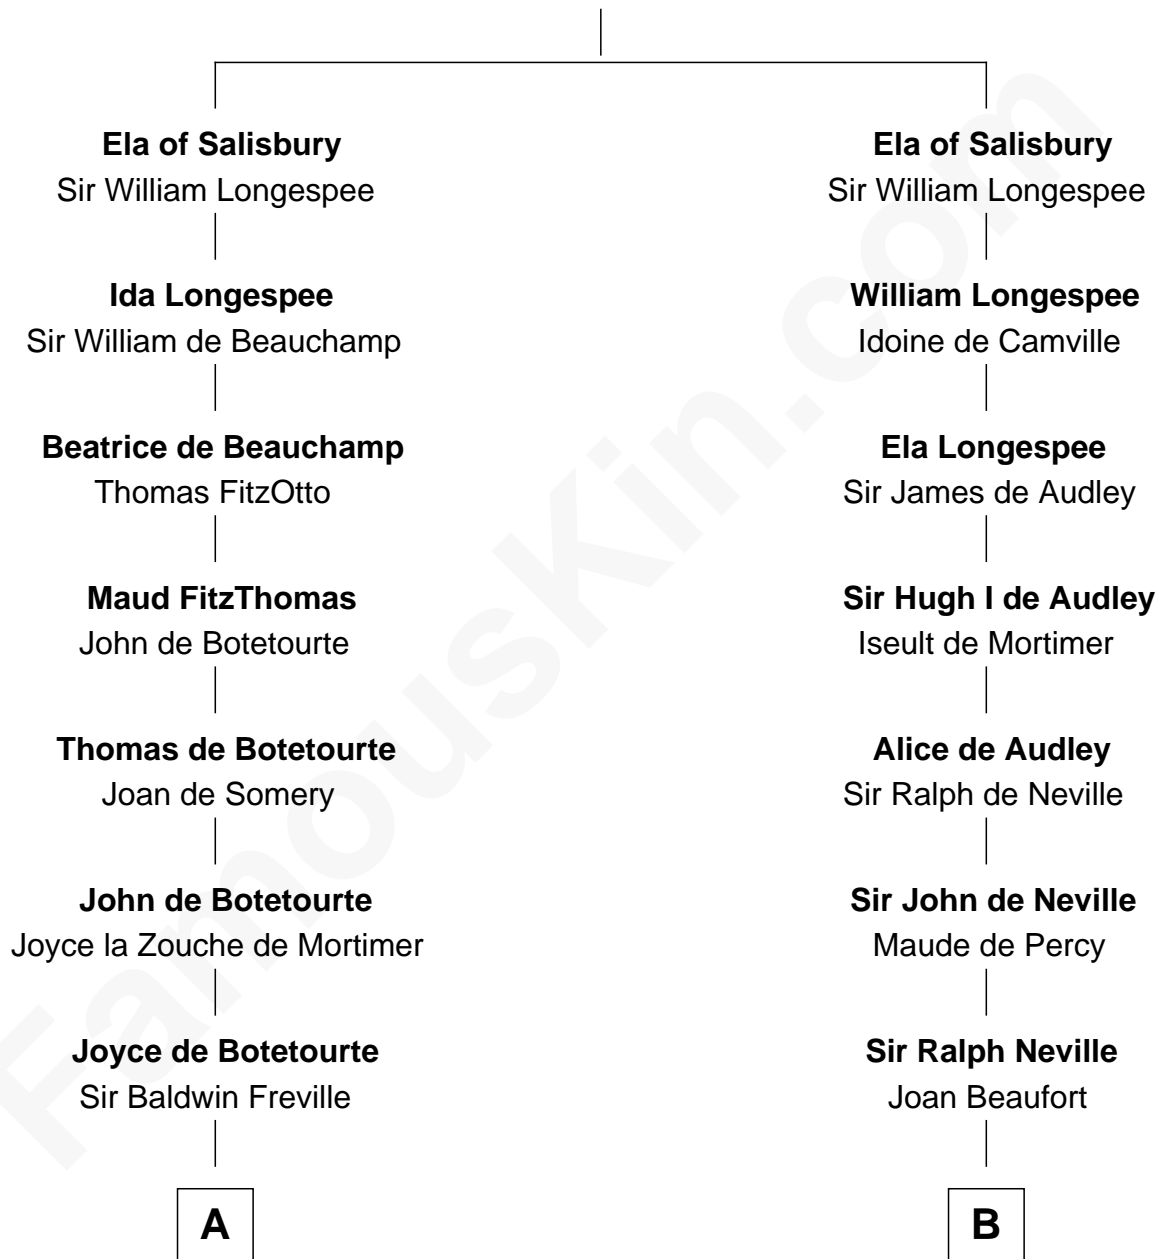 Ela of Salisbury
Sir William Longespee
Ida Longespee
Sir William de Beauchamp
Beatrice de Beauchamp
Thomas FitzOtto
Maud FitzThomas
John de Botetourte
Thomas de Botetourte
Joan de Somery
John de Botetourte
Joyce la Zouche de Mortimer
Joyce de Botetourte
Sir Baldwin Freville
A
Ela of Salisbury
Sir William Longespee
William Longespee
Idoine de Camville
Ela Longespee
Sir James de Audley
Sir Hugh I de Audley
Iseult de Mortimer
Alice de Audley
Sir Ralph de Neville
Sir John de Neville
Maude de Percy
Sir Ralph Neville
Joan Beaufort
B
FamousKin.com